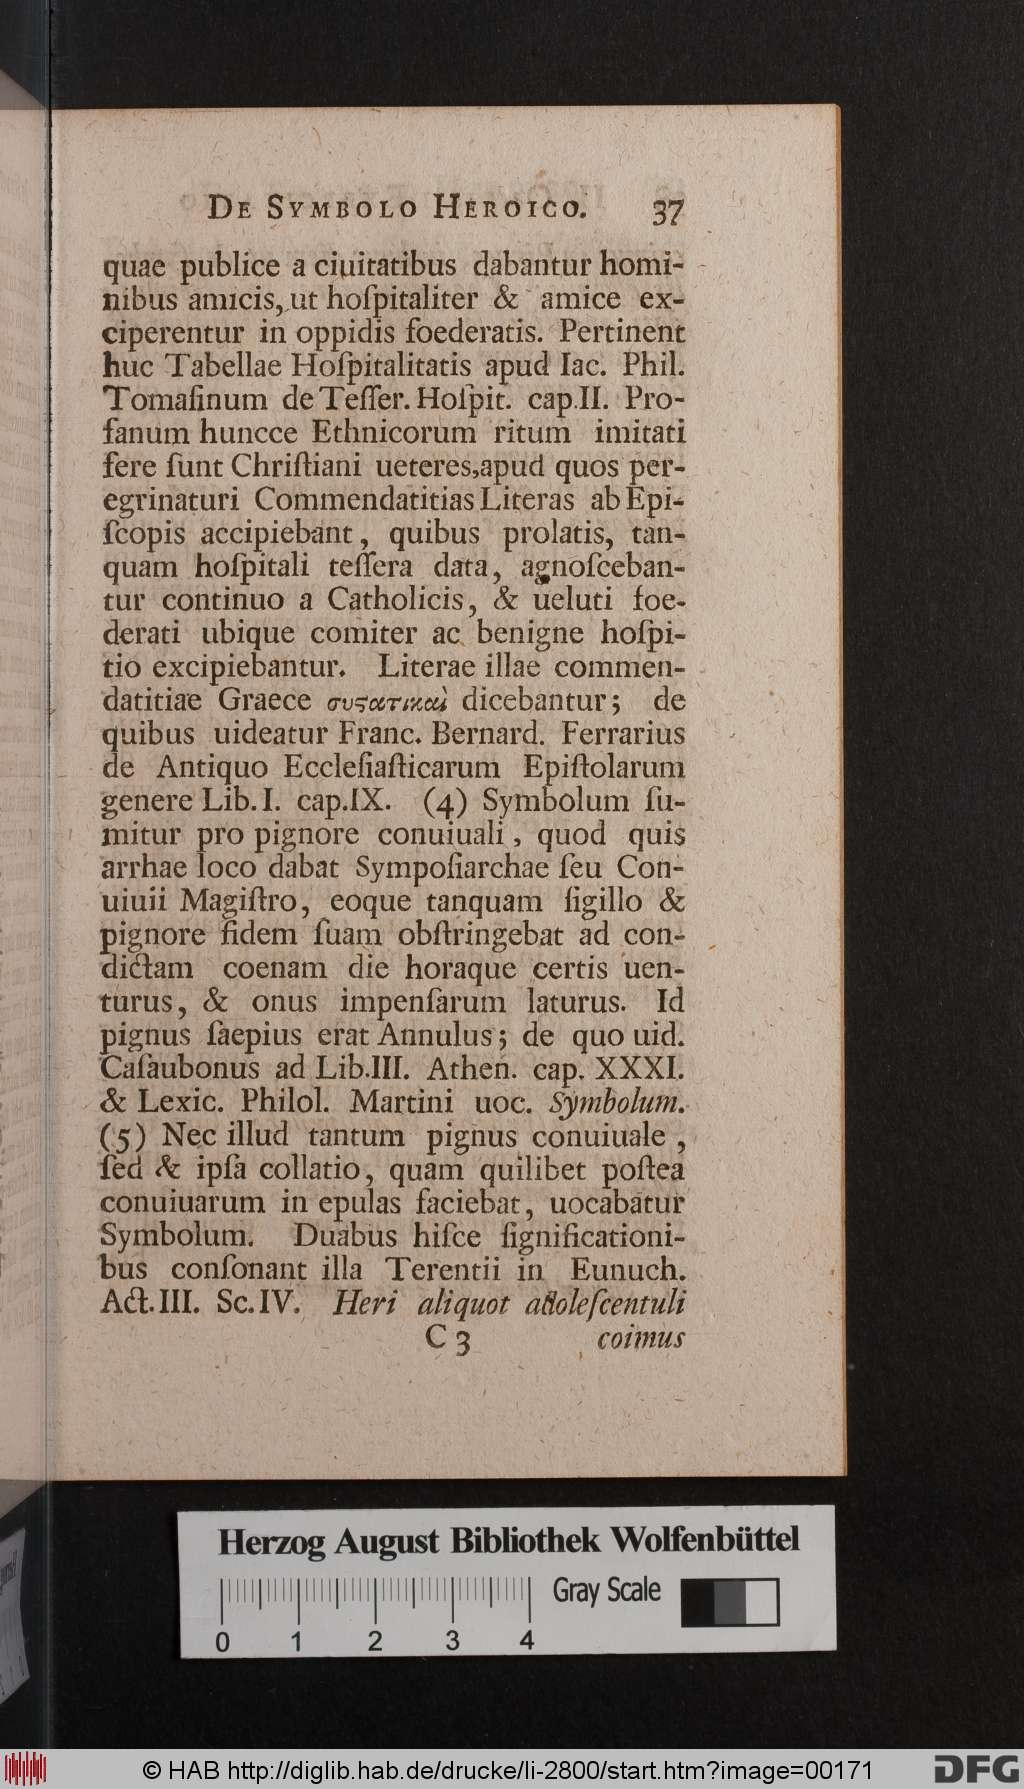 DE SYMBOLO HEROICO. 37
quae publice a ciuitatibus dabantur homi-
nibus amicis, ut hoſpitaliter & amice ex-
ciperentur in oppidis foederatis. Pertinent
huc Tabellae Hoſpitalitatis apud Iac. Phil.
Tomaſinum de Teſſer. Hoſpit. cap.II. Pro-
fanum huncce Ethnicorum ritum imitati
fere ſunt Chriſtiani ueteres, apud quos per-
egrinaturi Commendatitias Literas ab Epi-
ſcopis accipiebant, quibus prolatis, tan-
quam hoſpitali teſſera data, agnoſceban-
tur continuo a Catholicis, & ueluti foe-
derati ubique comiter ac benigne hoſpi-
tio excipiebantur. Literae illae commen-
datitiae Graece συϛατικαὶ dicebantur; de
quibus uideatur Franc. Bernard. Ferrarius
de Antiquo Eccleſiaſticarum Epiſtolarum
genere Lib. I. cap.IX. (4) Symbolum ſu-
mitur pro pignore conuiuali, quod quis
arrhae loco dabat Sympoſiarchae ſeu Con-
uiuii Magiſtro, eoque tanquam ſigillo &
pignore fidem ſuam obſtringebat ad con-
dictam coenam die horaque certis uen-
turus, & onus impenſarum laturus. Id
pignus ſaepius erat Annulus; de quo uid.
Caſaubonus ad Lib.III. Athen. cap. XXXI.
& Lexic. Philol. Martini uoc. Symbolum.
(5) Nec illud tantum pignus conuiuale,
ſed & ipſa collatio, quam quilibet poſtea
conuiuarum in epulas faciebat, uocabatur
Symbolum. Duabus hiſce ſignificationi-
bus conſonant illa Terentii in Eunuch.
Act. III. Sc. IV. Heri aliquot adoleſcentuli
C 3 coimus
Herzog August Bibliothek Wolfenbüttel
Gray Scale
0 1 2 3 4
© HAB http://diglib.hab.de/drucke/li-2800/start.htm?image=00171
DFG